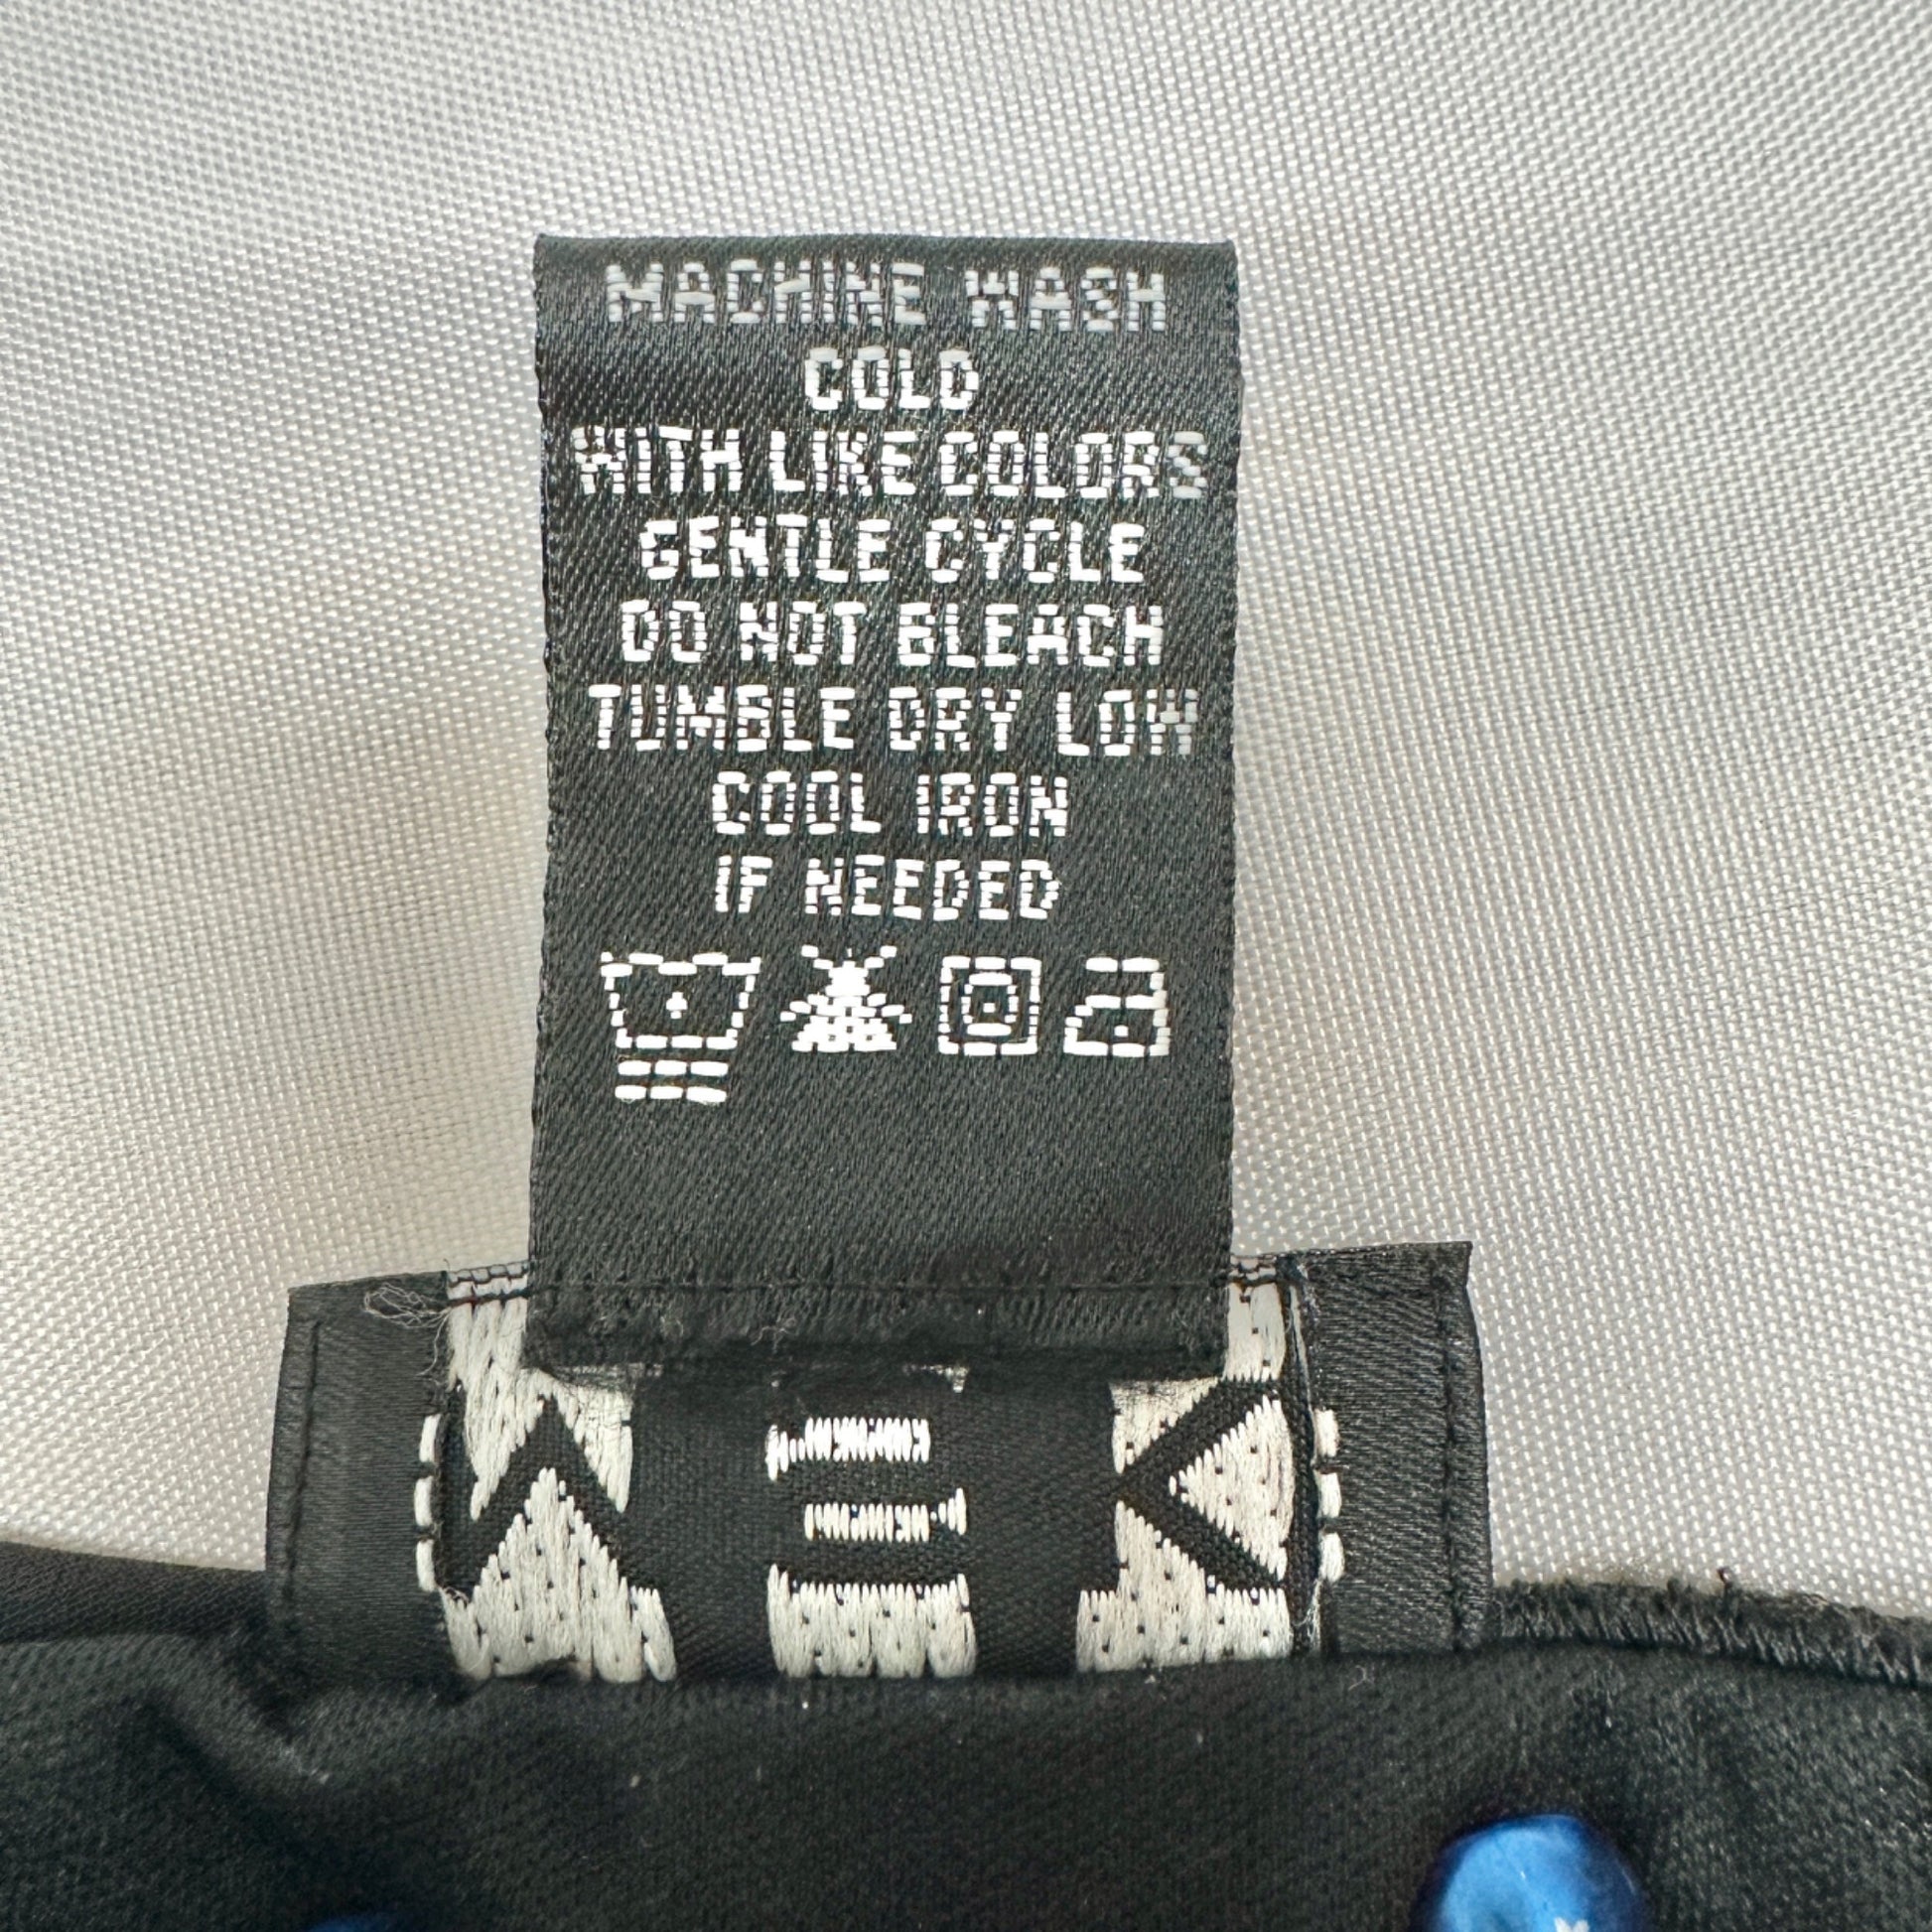 MACHINE WASH
COLD
WITH LIKE COLORS
GENTLE CYCLE
DO NOT BLEACH
TUMBLE DRY LOW
COOL IRON
IF NEEDED